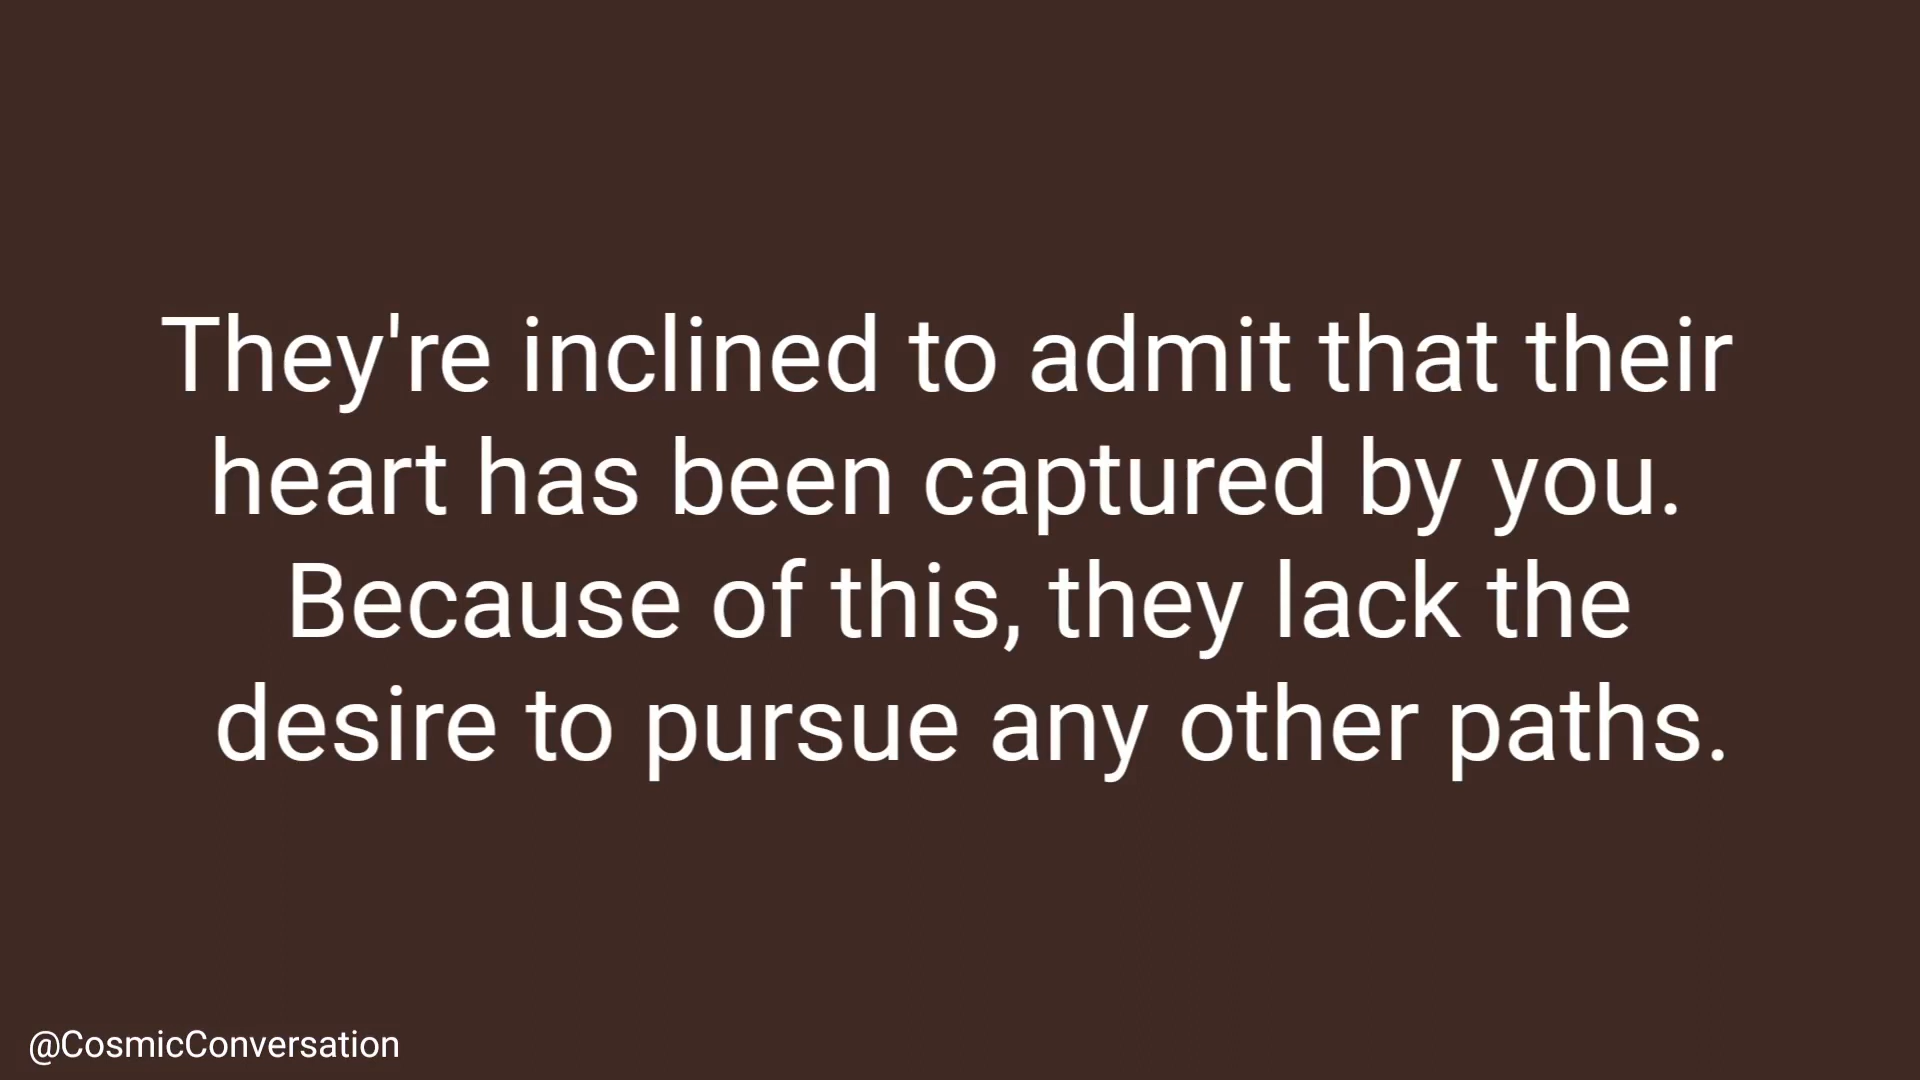 They're inclined to admit that their
heart has been captured by you.
Because of this, they lack the
desire to pursue any other paths.
@CosmicConversation